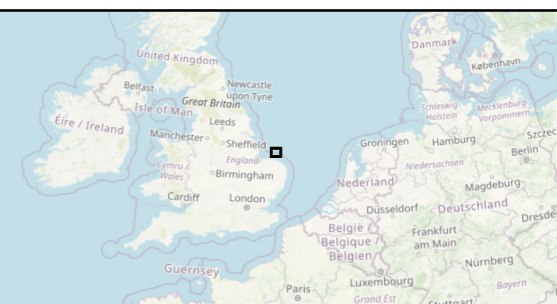 Danmark
United Kingdom
København
Newcastle
upon Tyne
Belfast
Great Britain
Isle of Man
Schleswig-
Holstein
Mecklenburg-
Vorpommern
Éire / Ireland
Leeds
Manchester
Sheffield
Groningen
Hamburg
Szczec
England
Berlin
Cymru /
Wales
Birmingham
Niedersachsen
Nederland
Magdeburg
Cardiff
London
Düsseldorf
Deutschland
Dresde
België /
Belgique /
Belgien
Frankfurt
am Main
Guernsey
Nürnberg
Luxembourg
Paris
Bayern
Grand Est
Stuttgart